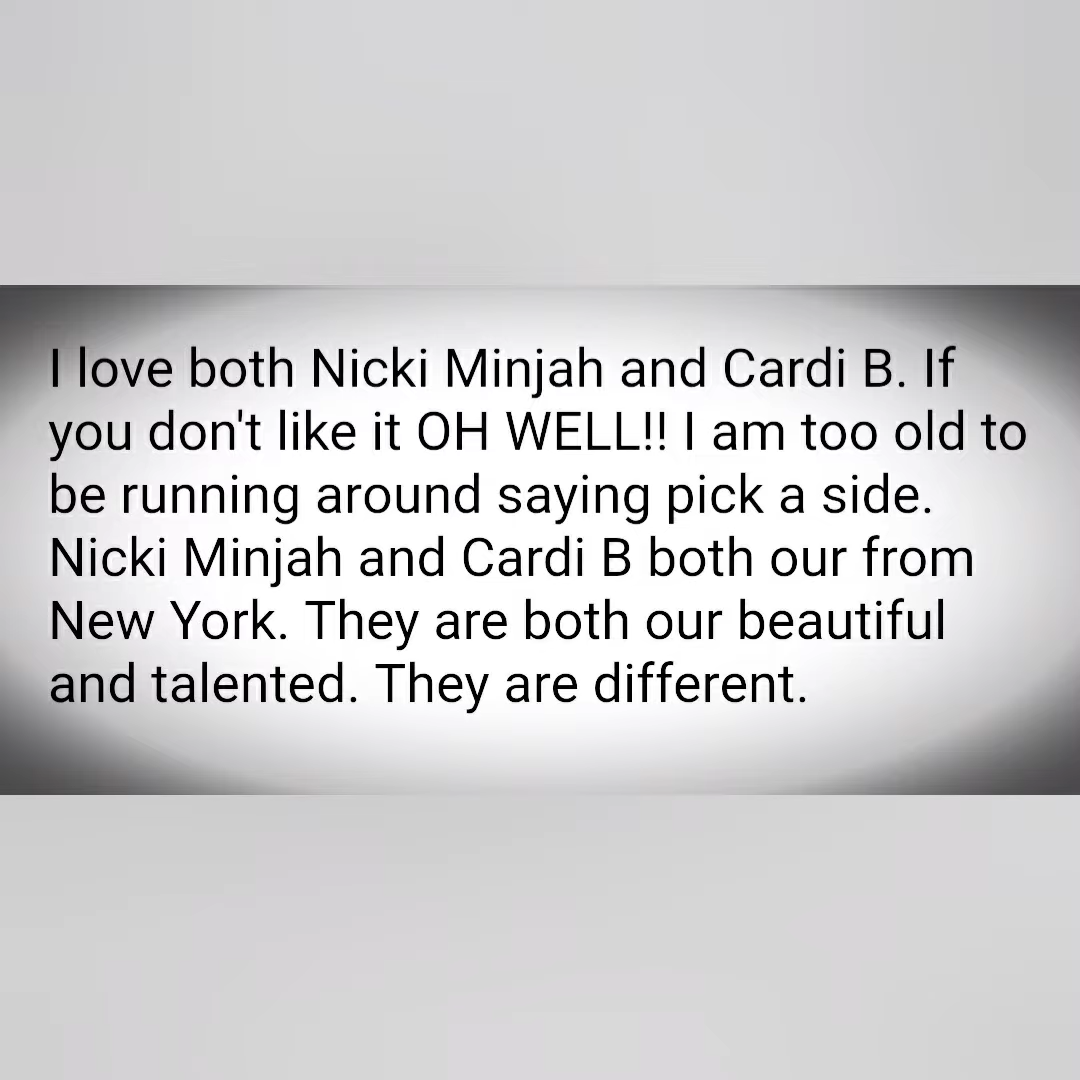 I love both Nicki Minjah and Cardi B. If
you don't like it OH WELL!! I am too old to
be running around saying pick a side.
Nicki Minjah and Cardi B both our from
New York. They are both our beautiful
and talented. They are different.